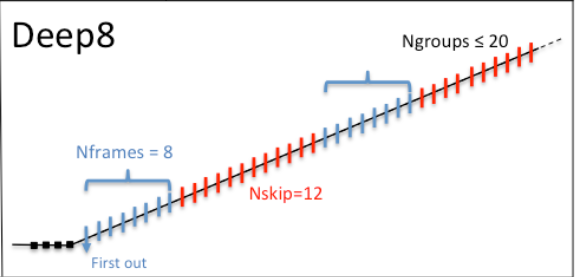 Deep8
Ngroups ≤ 20
Nframes = 8
Nskip=12
First out